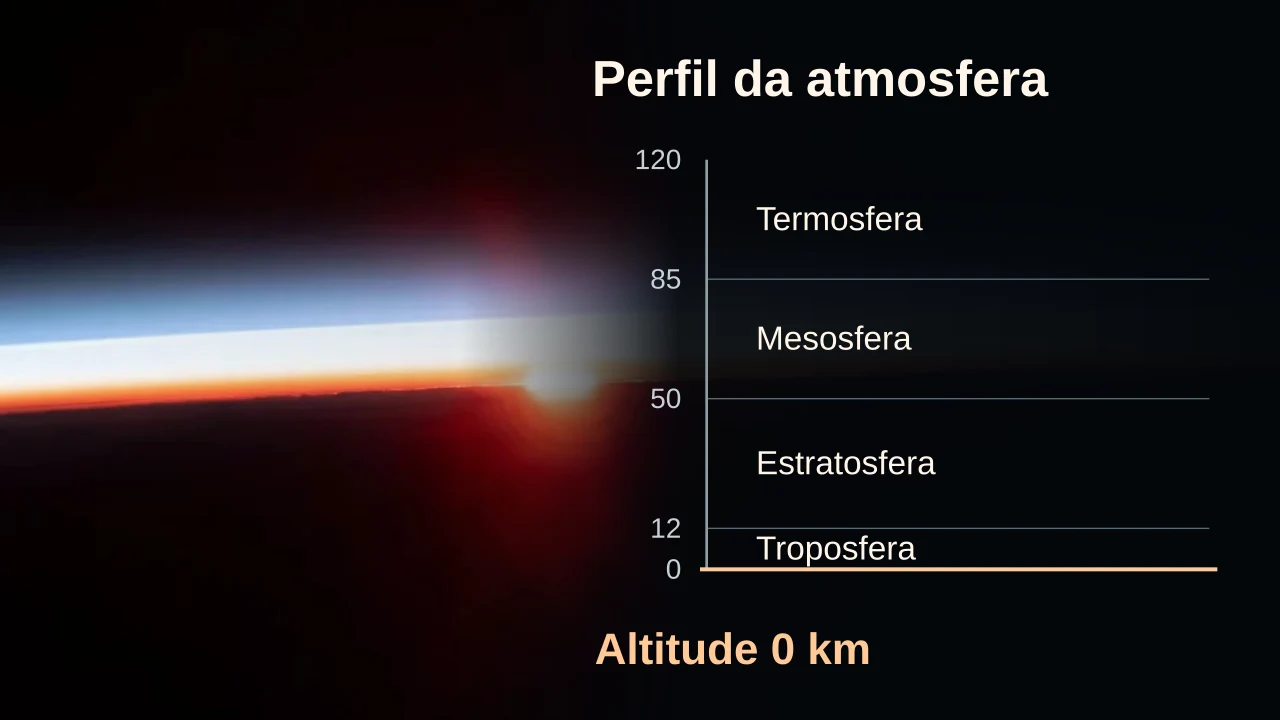 Perfil da atmosfera
120
Termosfera
85
Mesosfera
50
Estratosfera
12
Troposfera
0
Altitude 0 km